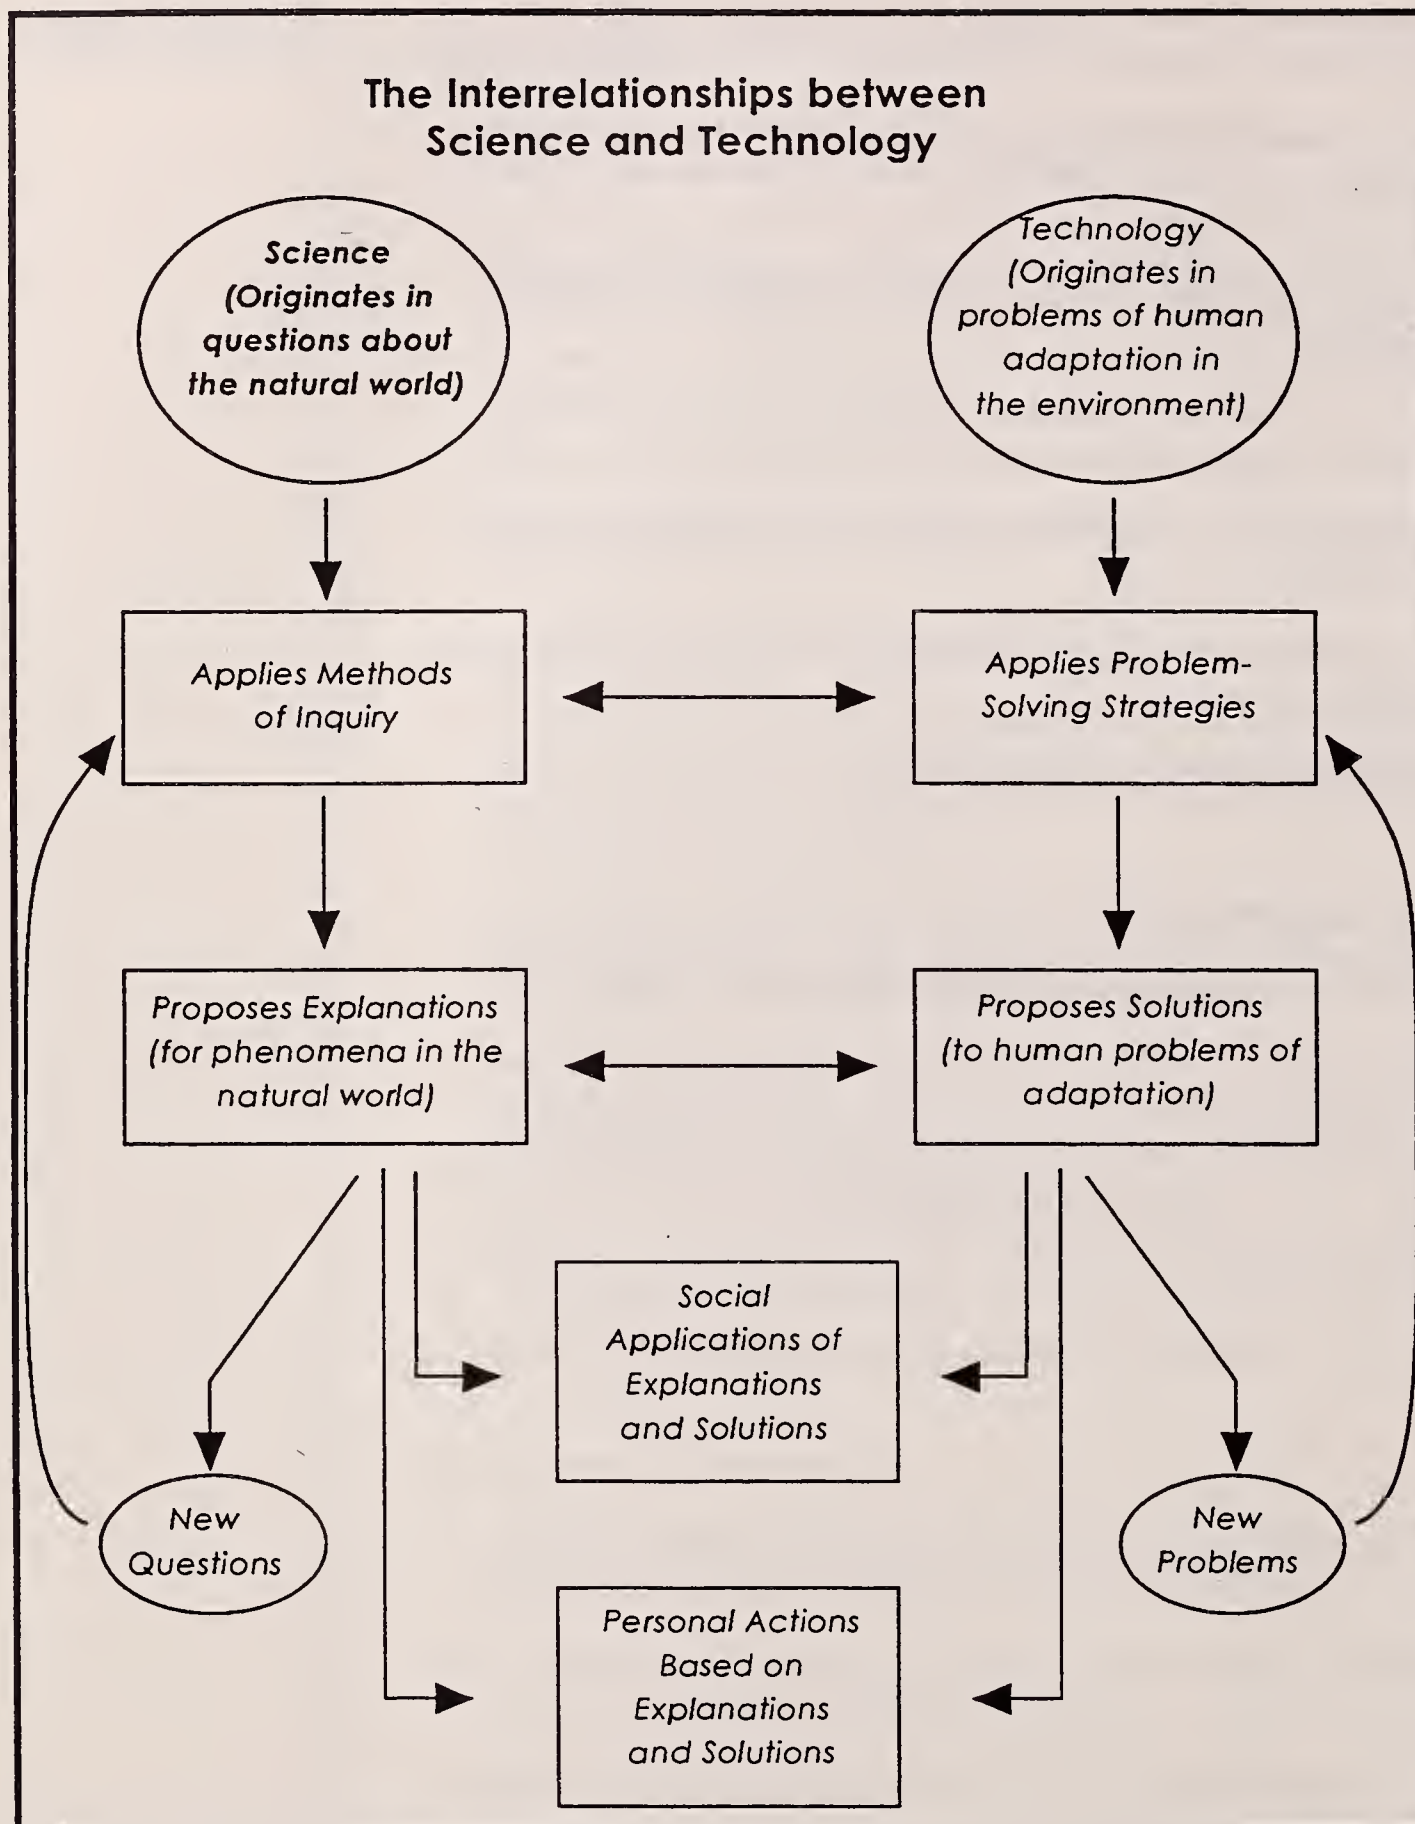 The Interrelationships between
Science and Technology
Science
(Originates in
questions about
the natural world)
Technology
(Originates in
problems of human
adaptation in
the environment)
Applies Methods
of Inquiry
Applies Problem-
Solving Strategies
Proposes Explanations
(for phenomena in the
natural world)
Proposes Solutions
(to human problems of
adaptation)
Social
Applications of
Explanations
and Solutions
New
Questions
New
Problems
Personal Actions
Based on
Explanations
and Solutions